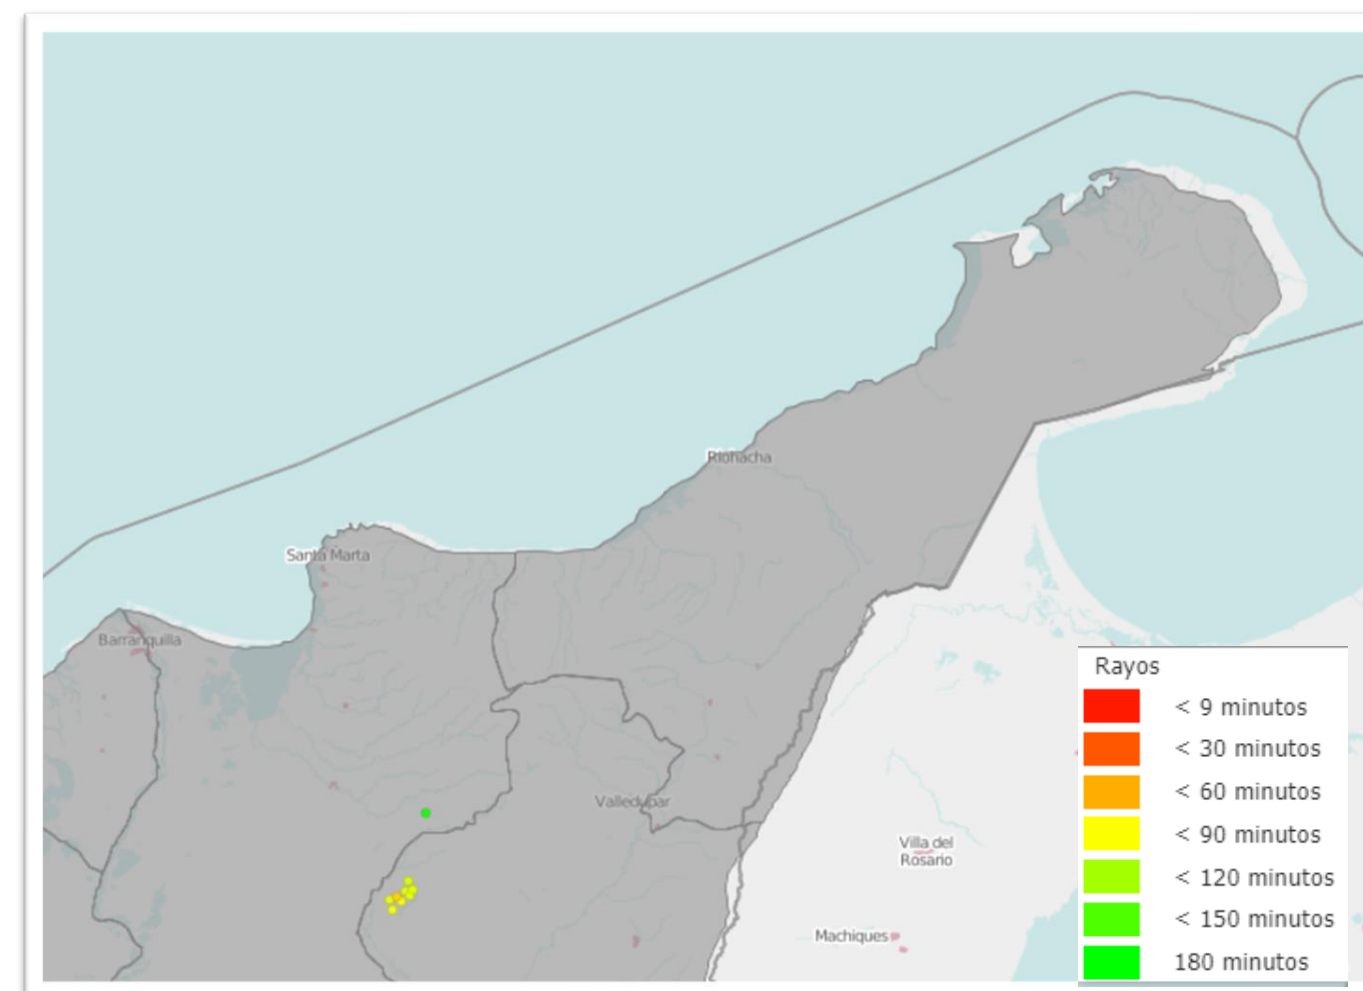 Riohacha
Santa Marta
Barranquilla
Valledupar
Villa del
Rosario
Machiques
Rayos
< 9 minutos
< 30 minutos
< 60 minutos
< 90 minutos
< 120 minutos
< 150 minutos
180 minutos